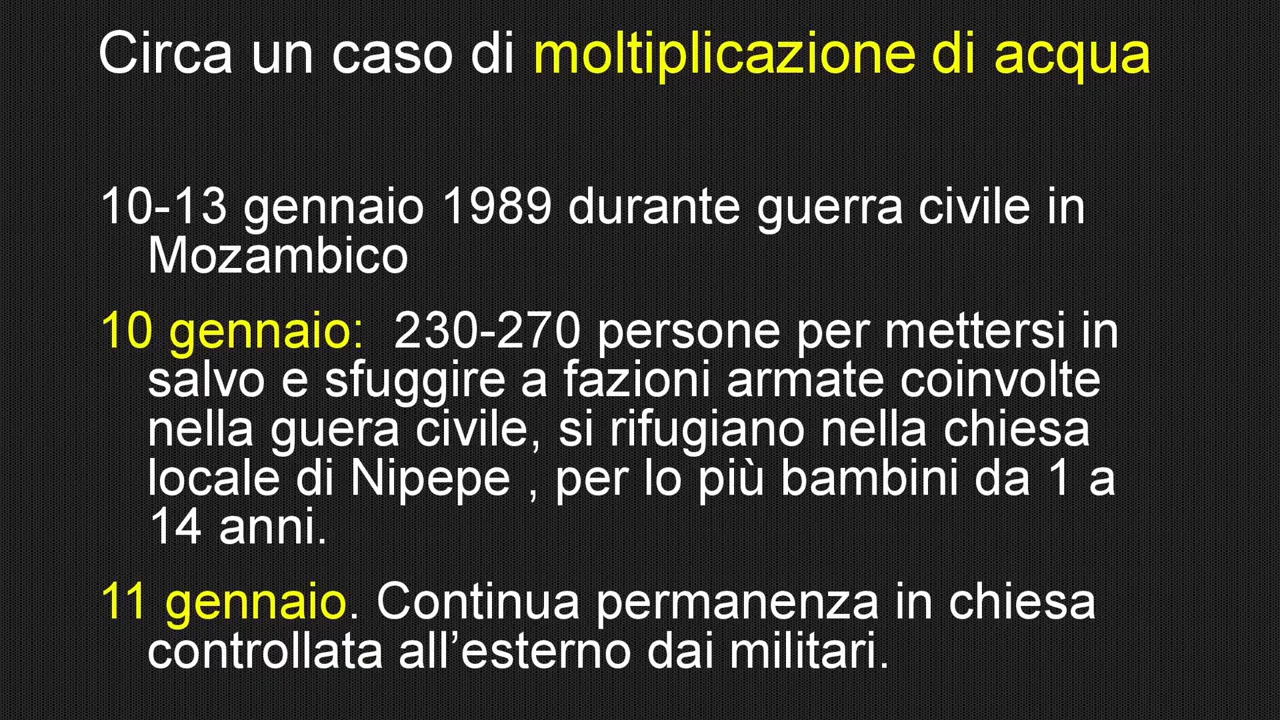 Circa un caso di moltiplicazione di acqua
10-13 gennaio 1989 durante guerra civile in
Mozambico
10 gennaio: 230-270 persone per mettersi in
salvo e sfuggire a fazioni armate coinvolte
nella guera civile, si rifugiano nella chiesa
locale di Nipepe , per lo più bambini da 1 a
14 anni.
11 gennaio. Continua permanenza in chiesa
controllata all’esterno dai militari.